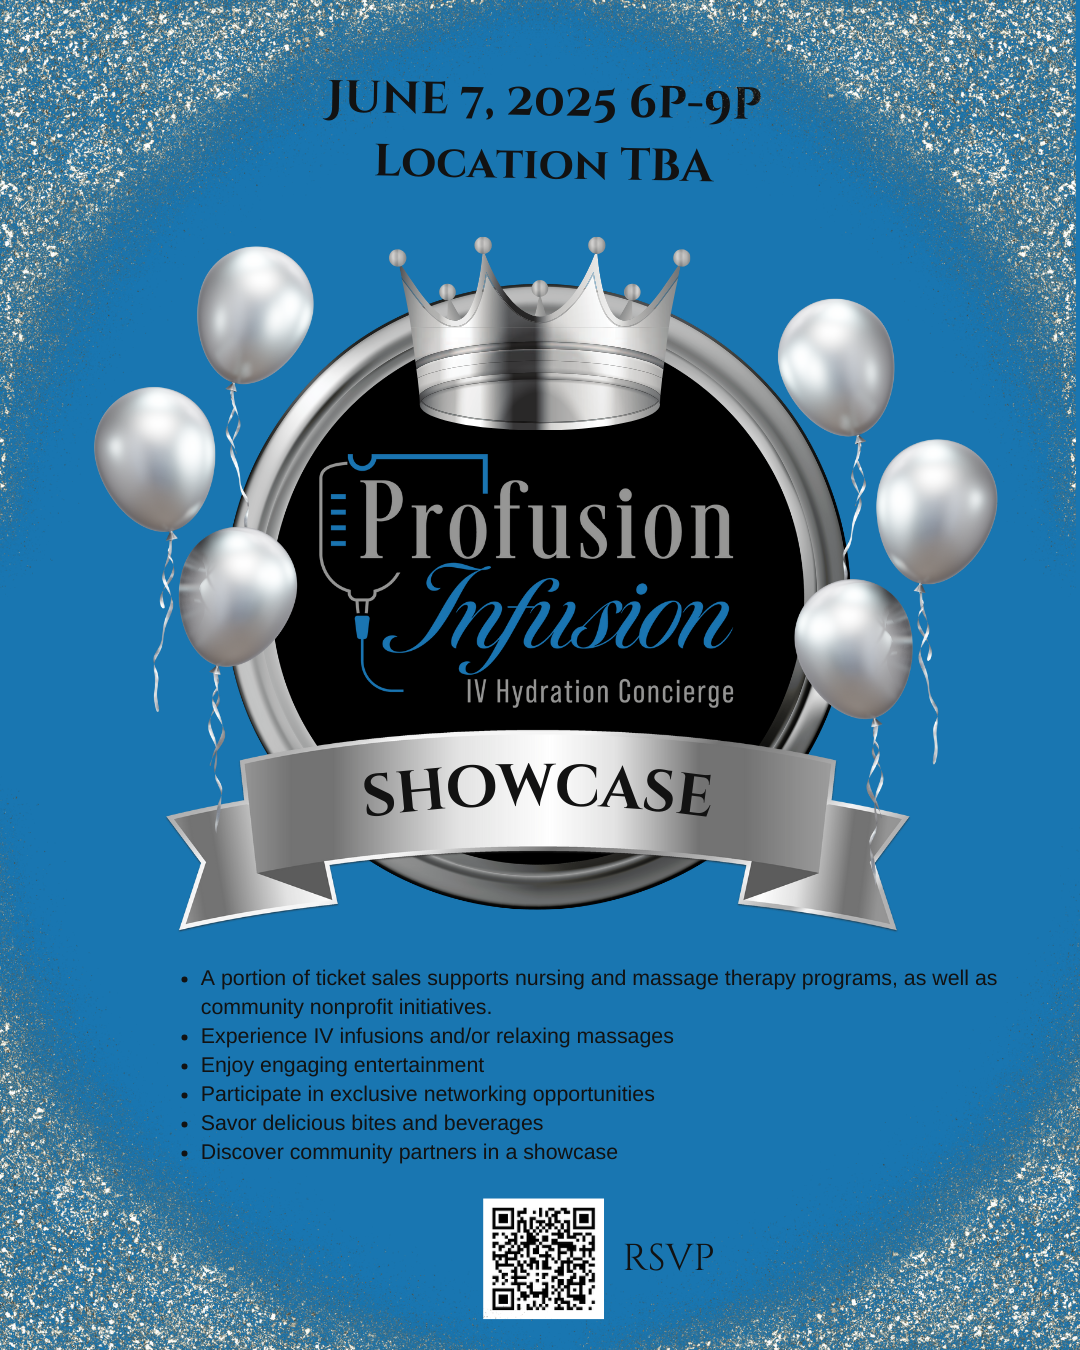 JUNE 7, 2025 6P-9P
LOCATION TBA
Profusion
Infusion
IV Hydration Concierge
SHOWCASE
• A portion of ticket sales supports nursing and massage therapy programs, as well as
community nonprofit initiatives.
• Experience IV infusions and/or relaxing massages
• Enjoy engaging entertainment
• Participate in exclusive networking opportunities
• Savor delicious bites and beverages
• Discover community partners in a showcase
RSVP